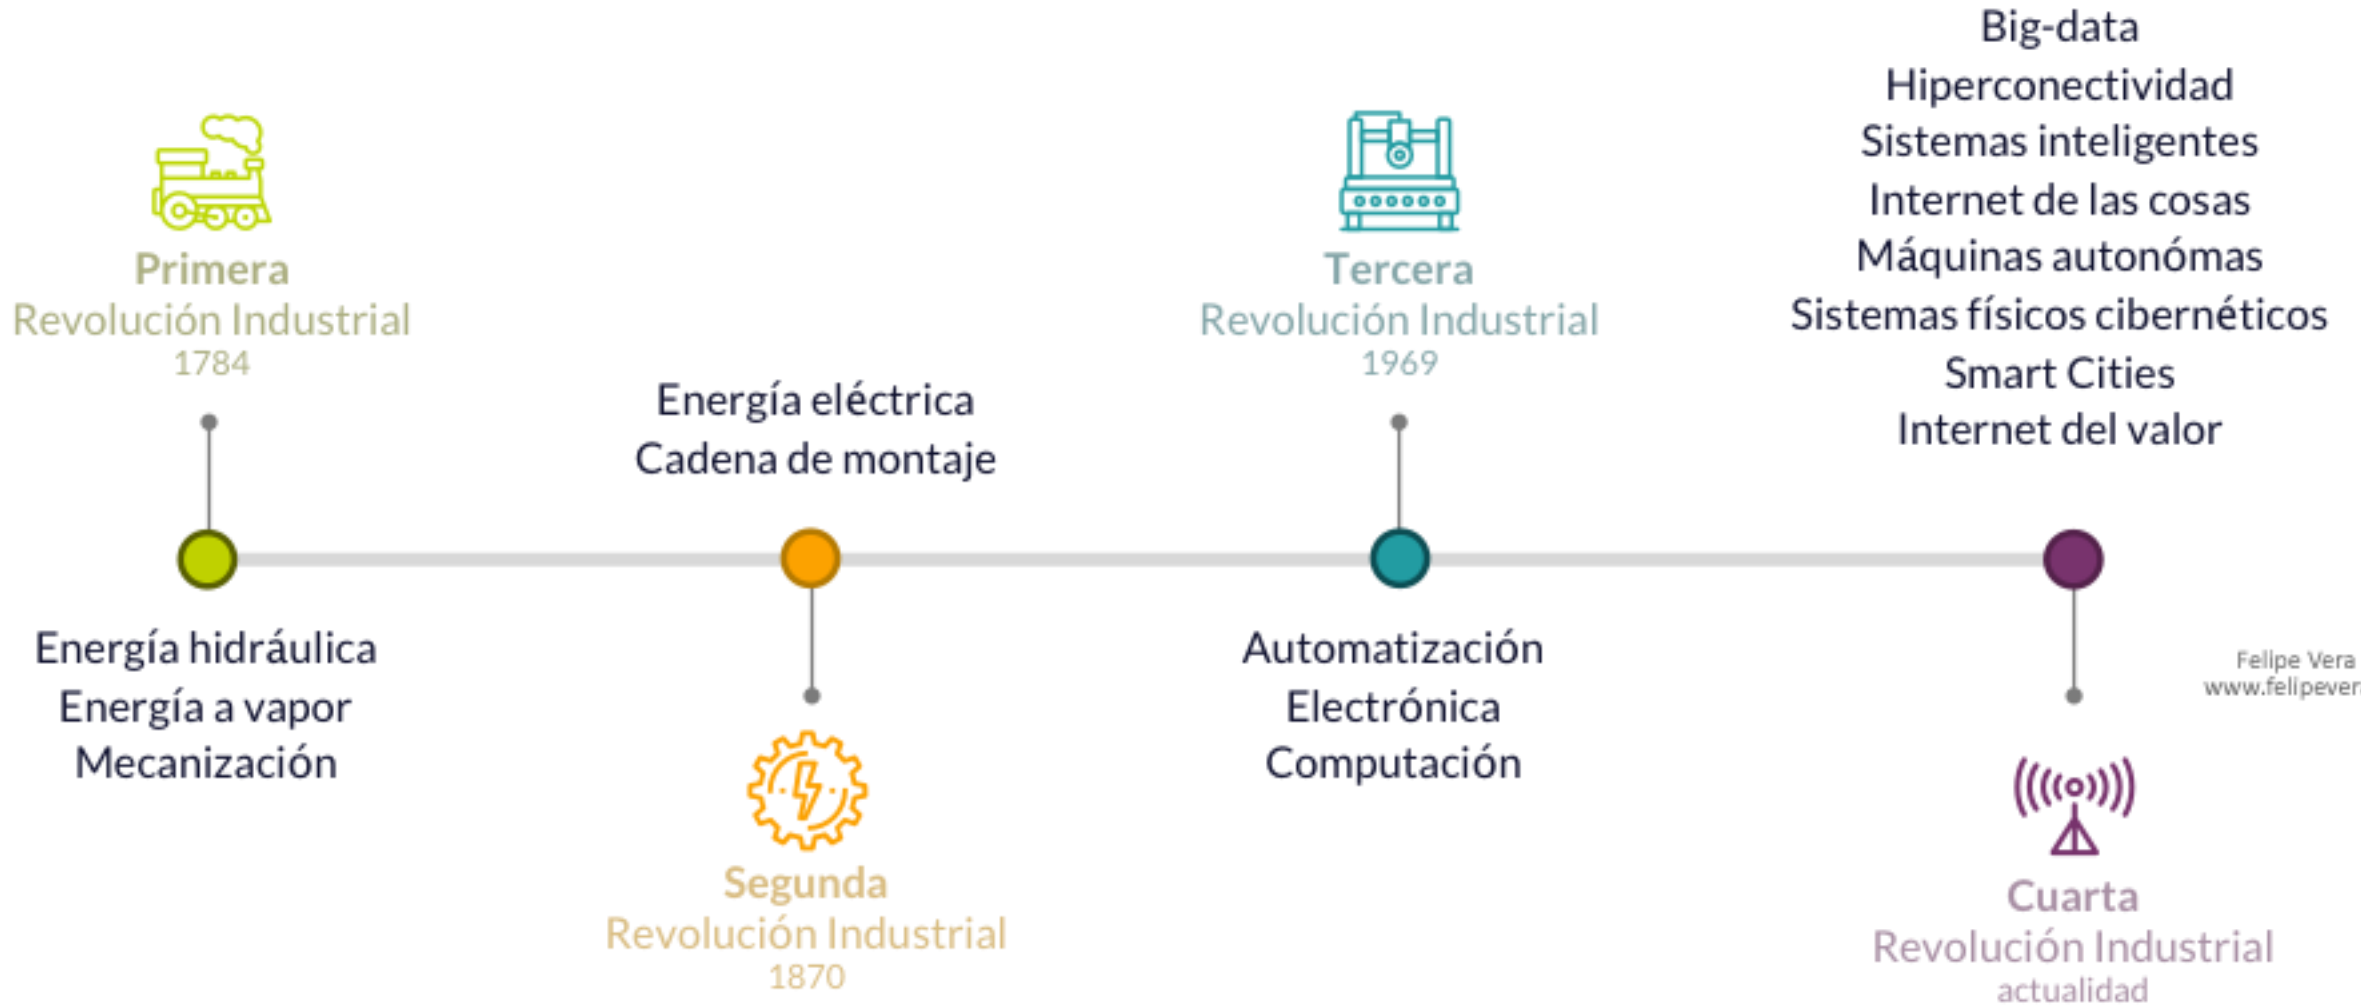 Primera
Revolución Industrial
1784
Energía hidráulica
Energía a vapor
Mecanización
Energía eléctrica
Cadena de montaje
Segunda
Revolución Industrial
1870
Tercera
Revolución Industrial
1969
Automatización
Electrónica
Computación
Big-data
Hiperconectividad
Sistemas inteligentes
Internet de las cosas
Máquinas autonómas
Sistemas físicos cibernéticos
Smart Cities
Internet del valor
Cuarta
Revolución Industrial
actualidad
Felipe Vera